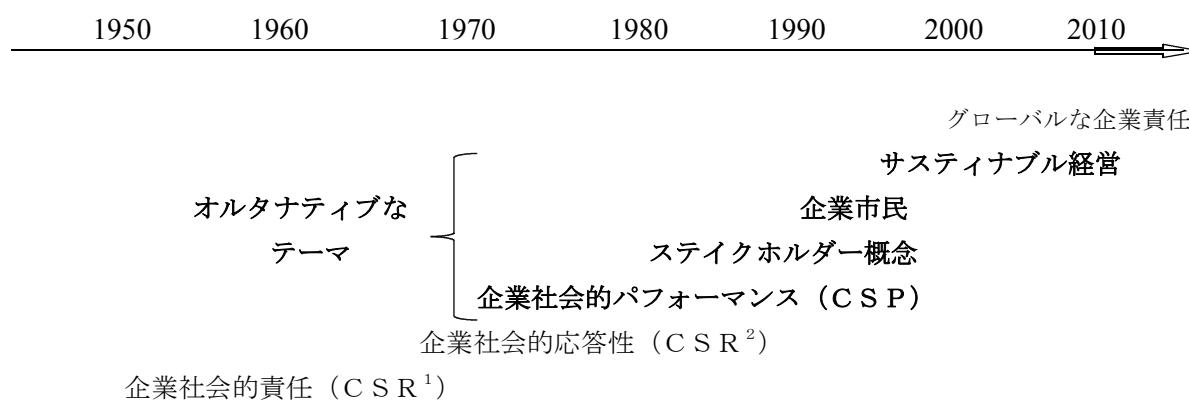 1950 1960 1970 1980 1990 2000 2010
グローバルな企業責任
サスティナブル経営
オルタナティブな 企業市民
テーマ ステイクホルダー概念
企業社会的パフォーマンス（ＣＳＰ）
企業社会的応答性（ＣＳＲ²）
企業社会的責任（ＣＳＲ¹）